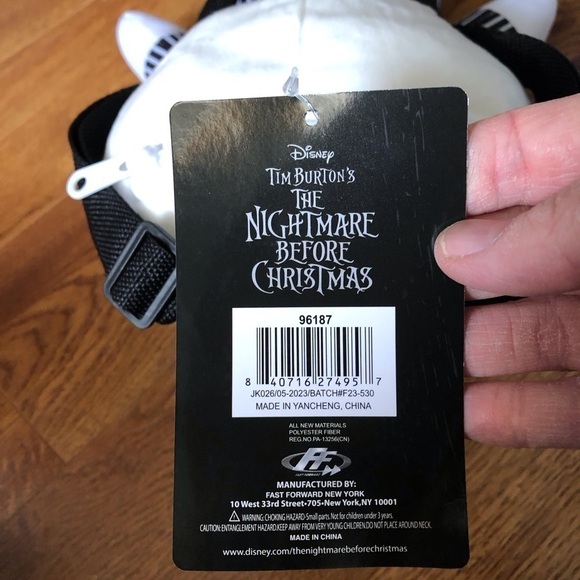 Disney
TIM BURTON'S
THE
NIGHTMARE
BEFORE
CHRISTMAS
96187
8 40716 27495 7
JK026/05-2023/BATCH#F23-530
MADE IN YANCHENG, CHINA
ALL NEW MATERIALS
POLYESTER FIBER
REG.NO.PA-13256(CN)
FF
FAST FORWARD
MANUFACTURED BY:
FAST FORWARD NEW YORK
10 West 33rd Street•705•New York,NY10001
WARNING:CHOKING HAZARD-Small parts. Not for children under 3 years.
CAUTION:ENTANGLEMENT HAZARD.KEEP AWAY FROM VERY YOUNG CHILDREN.DO NOT PLACE AROUND NECK.
MADE IN CHINA
www.disney.com/thenightmarebeforechristmas